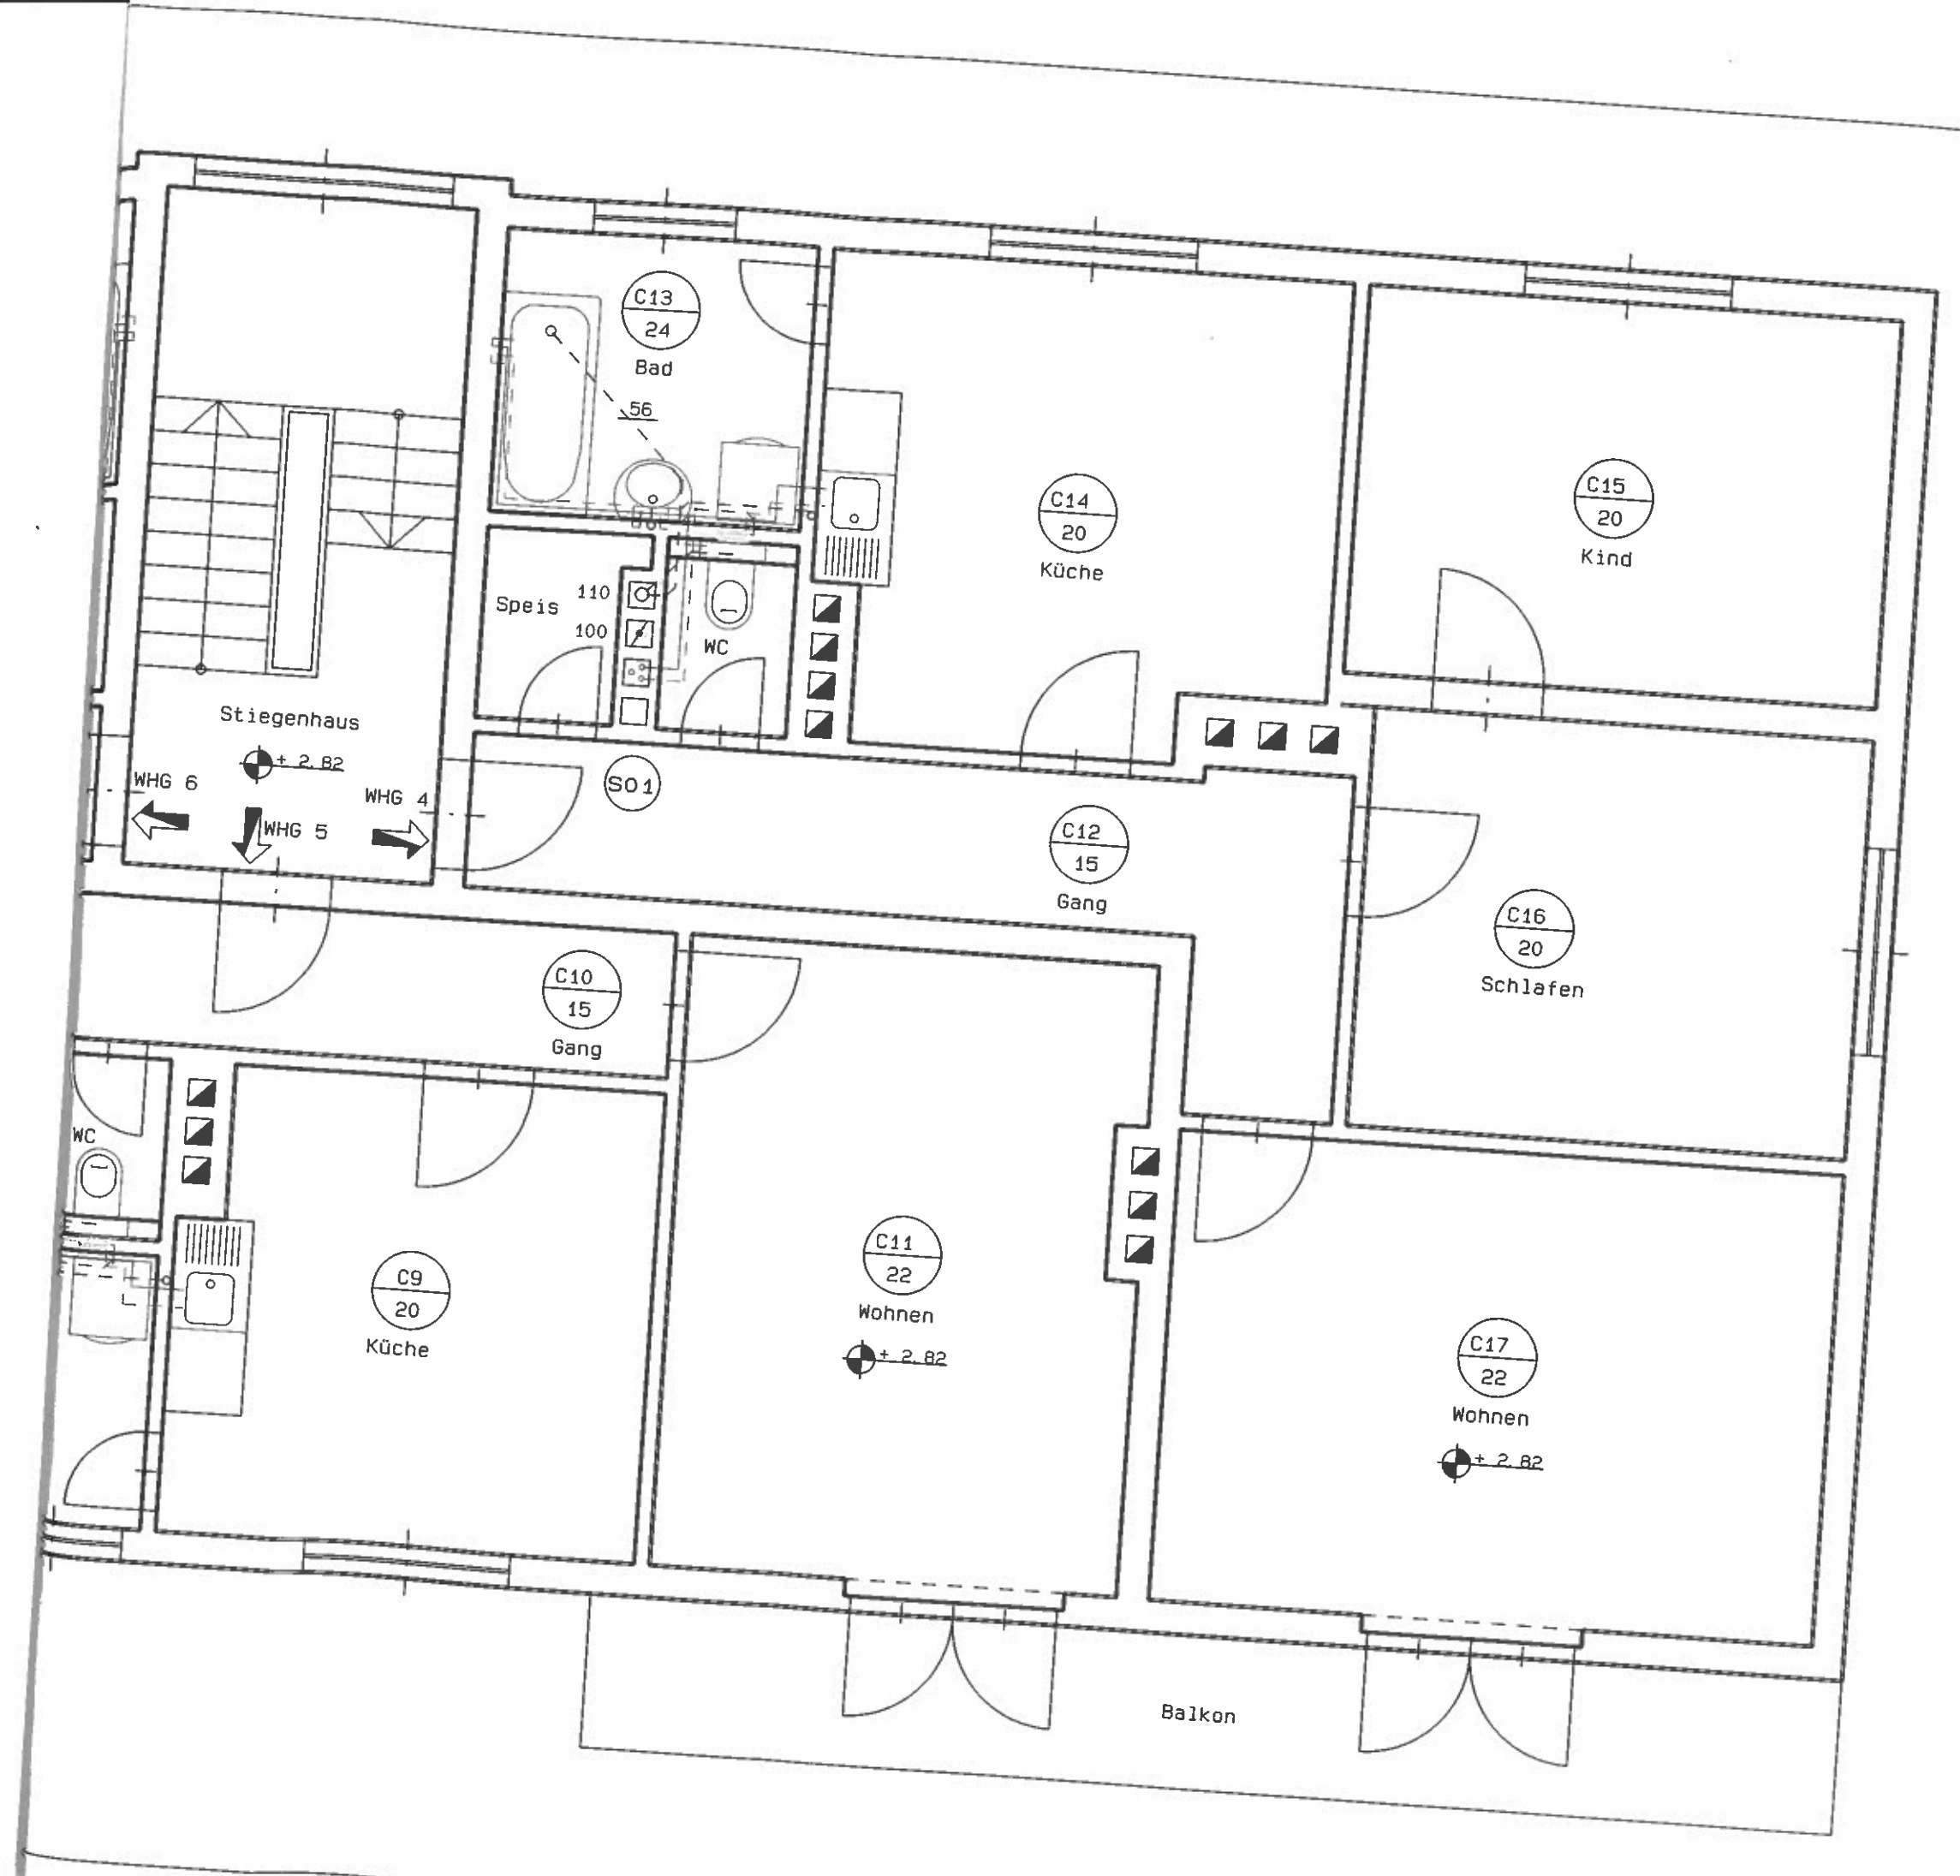 C13
24
Bad
56
C14
20
Küche
C15
20
Kind
Speis
110
100
WC
Stiegenhaus
+ 2.82
WHG 6
WHG 4
WHG 5
S01
C12
15
Gang
C16
20
Schlafen
C10
15
Gang
WC
C9
20
Küche
C11
22
Wohnen
+ 2.82
C17
22
Wohnen
+ 2.82
Balkon